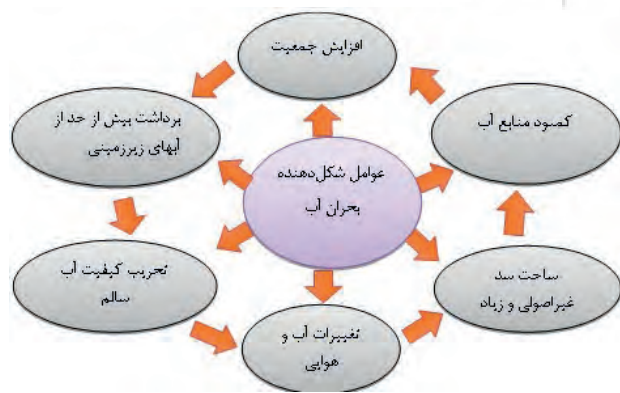 افزایش جمعیت
کمبود منابع آب
برداشت بیش از حد از
آبهای زیرزمینی
عوامل شکل‌دهنده
بحران آب
ساخت سد
غیراصولی و زیاد
تخریب کیفیت آب
سالم
تغییرات آب و
هوایی